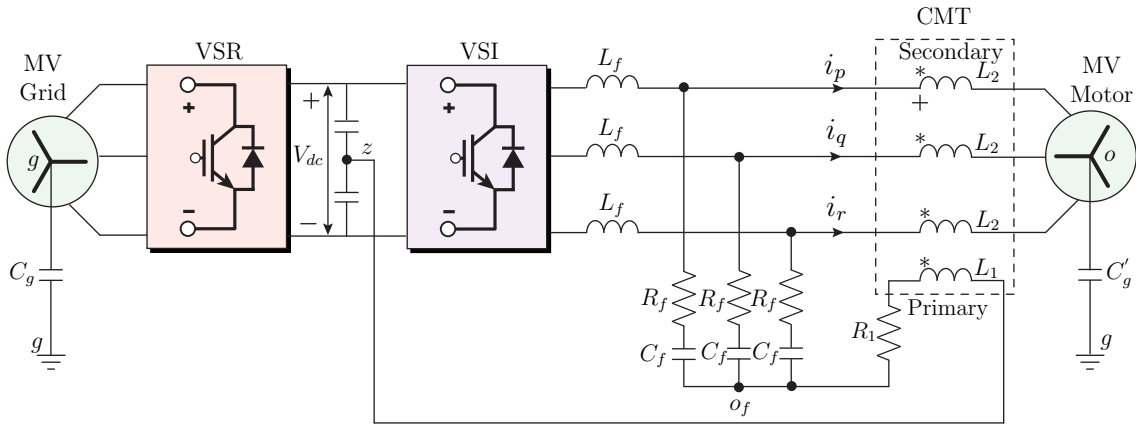 CMT
VSR
VSI
L_f
MV
Grid
i_p
Secondary
*
L_2
MV
Motor
+
+
+
+
g
V_dc
z
L_f
i_q
*
L_2
o
−
−
−
L_f
i_r
*
L_2
*
L_1
C_g
C'_g
R_f
R_f
R_f
Primary
R_1
g
C_f
C_f
C_f
g
o_f